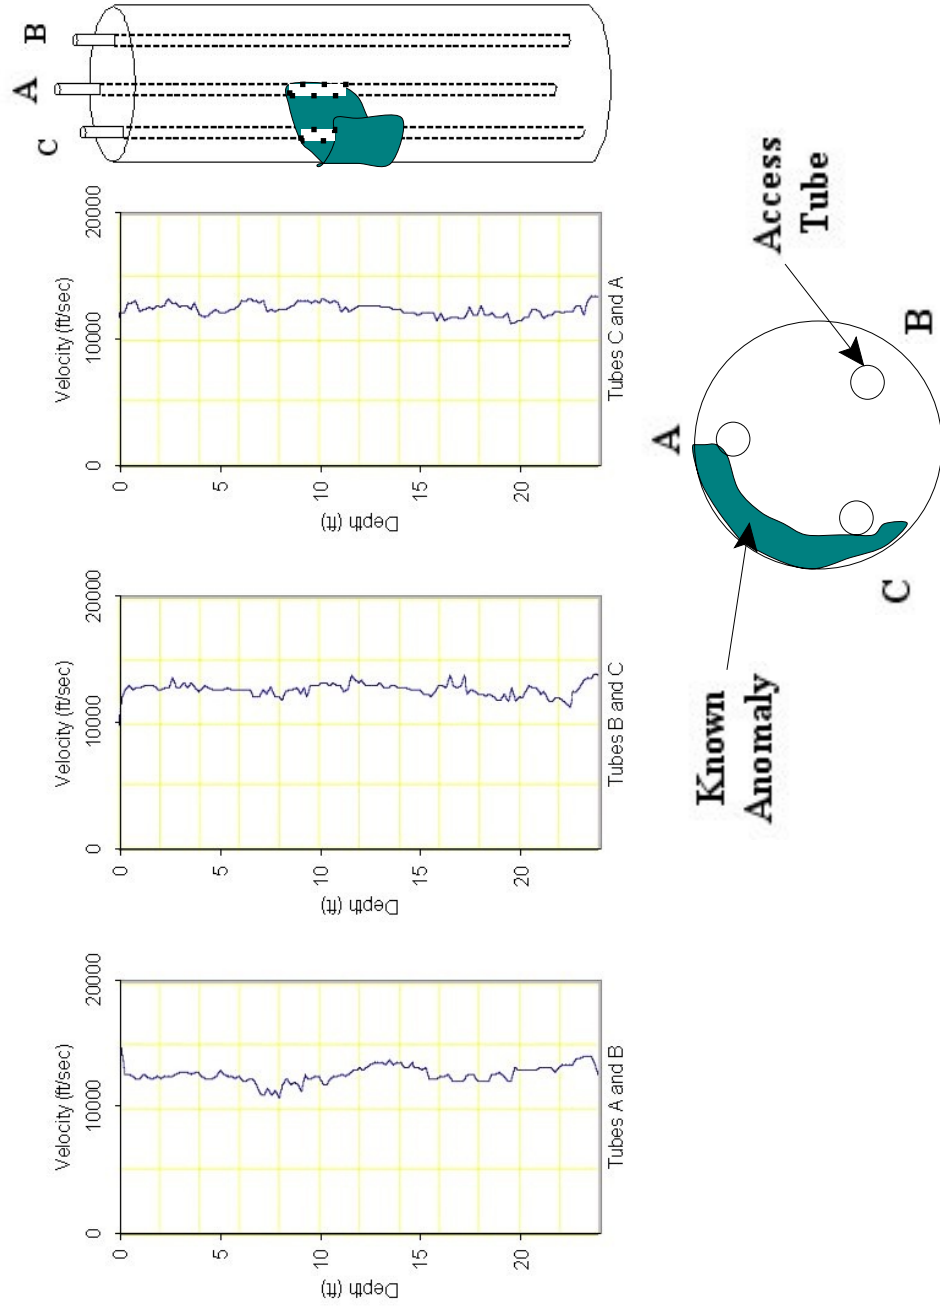 Velocity (ft/sec)
0 10000 20000
0
5
10
15
20
Depth (ft)
Tubes A and B
Velocity (ft/sec)
0 10000 20000
0
5
10
15
20
Depth (ft)
Tubes B and C
Velocity (ft/sec)
0 10000 20000
0
5
10
15
20
Depth (ft)
Tubes C and A
C A B
A
Known
Anomaly
Access
Tube
C
B